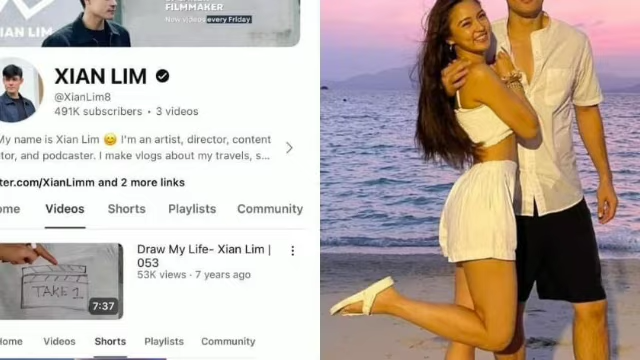 FILMMAKER
New videos every Friday
XIAN LIM
XIAN LIM
@XianLim8
491K subscribers • 3 videos
My name is Xian Lim 😊 I'm an artist, director, content
tor, and podcaster. I make vlogs about my travels, s...
ter.com/XianLimm and 2 more links
ome Videos Shorts Playlists Community
Draw My Life- Xian Lim |
053
53K views · 7 years ago
TAKE 1
7:37
Home Videos Shorts Playlists Community